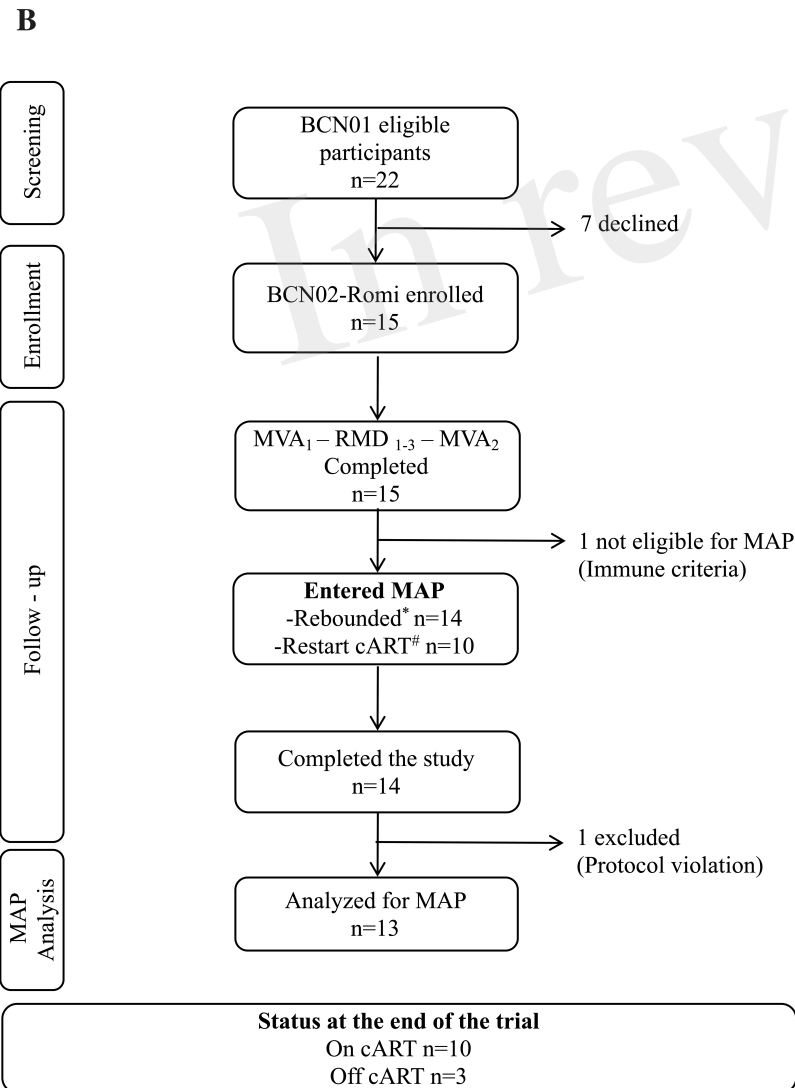 B
Screening
BCN01 eligible
participants
n=22
7 declined
Enrollment
BCN02-Romi enrolled
n=15
Follow - up
MVA₁ – RMD ₁₋₃ – MVA₂
Completed
n=15
1 not eligible for MAP
(Immune criteria)
Entered MAP
-Rebounded* n=14
-Restart cART# n=10
Completed the study
n=14
1 excluded
(Protocol violation)
MAP
Analysis
Analyzed for MAP
n=13
Status at the end of the trial
On cART n=10
Off cART n=3
In rev